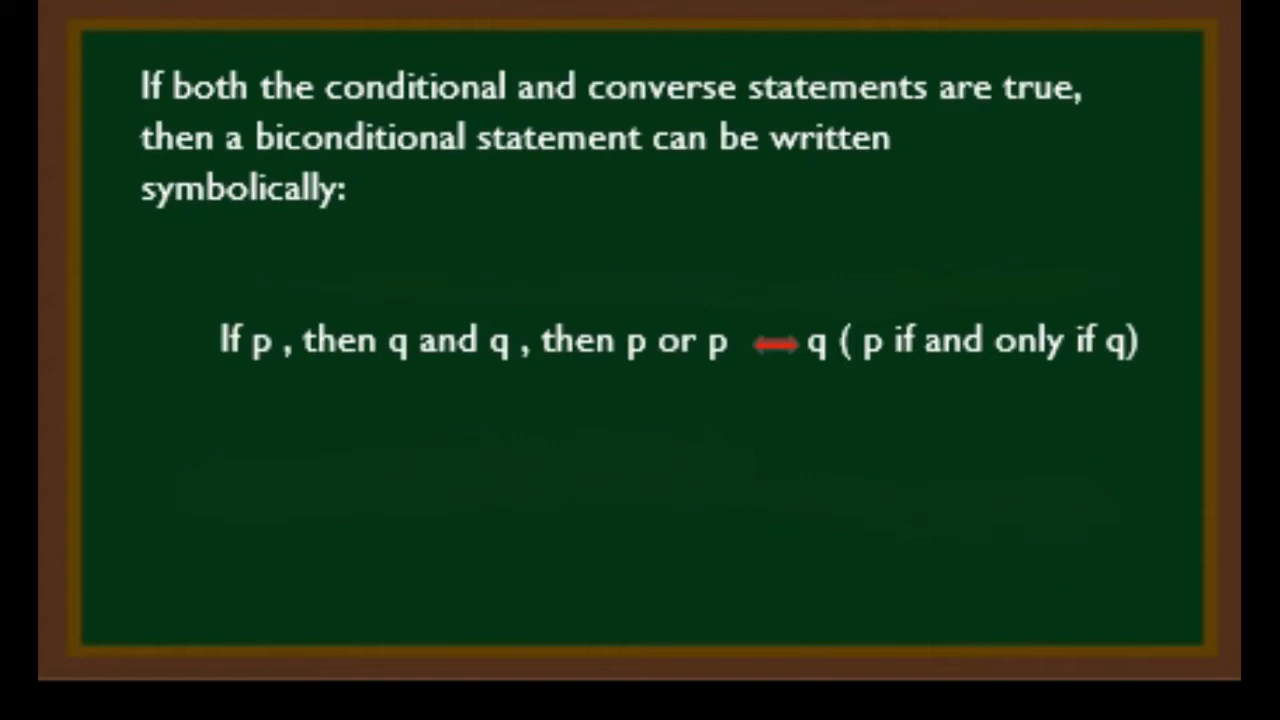 If both the conditional and converse statements are true,
then a biconditional statement can be written
symbolically:
If p , then q and q , then p or p ⟷ q ( p if and only if q)